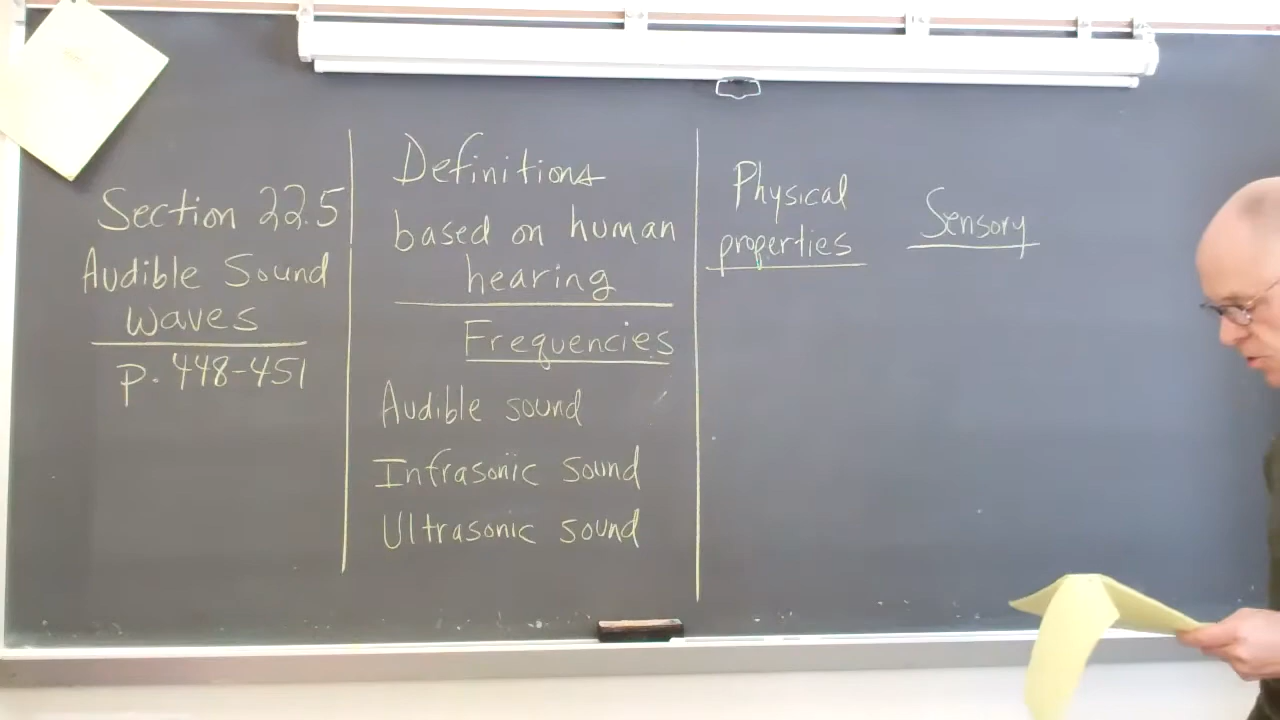 Section 22.5
Audible Sound
Waves
p. 448-451
Definitions
based on human
hearing
Frequencies
Audible sound
Infrasonic sound
Ultrasonic sound
Physical
properties
Sensory